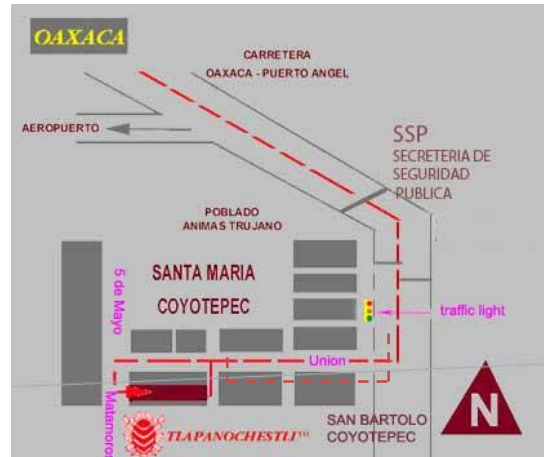 OAXACA
CARRETERA
OAXACA - PUERTO ANGEL
AEROPUERTO
SSP
SECRETERIA DE
SEGURIDAD
PUBLICA
POBLADO
ANIMAS TRUJANO
SANTA MARIA
COYOTEPEC
5 de Mayo
traffic light
Union
Matamoros
TLAPANOCHESTLI™
SAN BARTOLO
COYOTEPEC
N